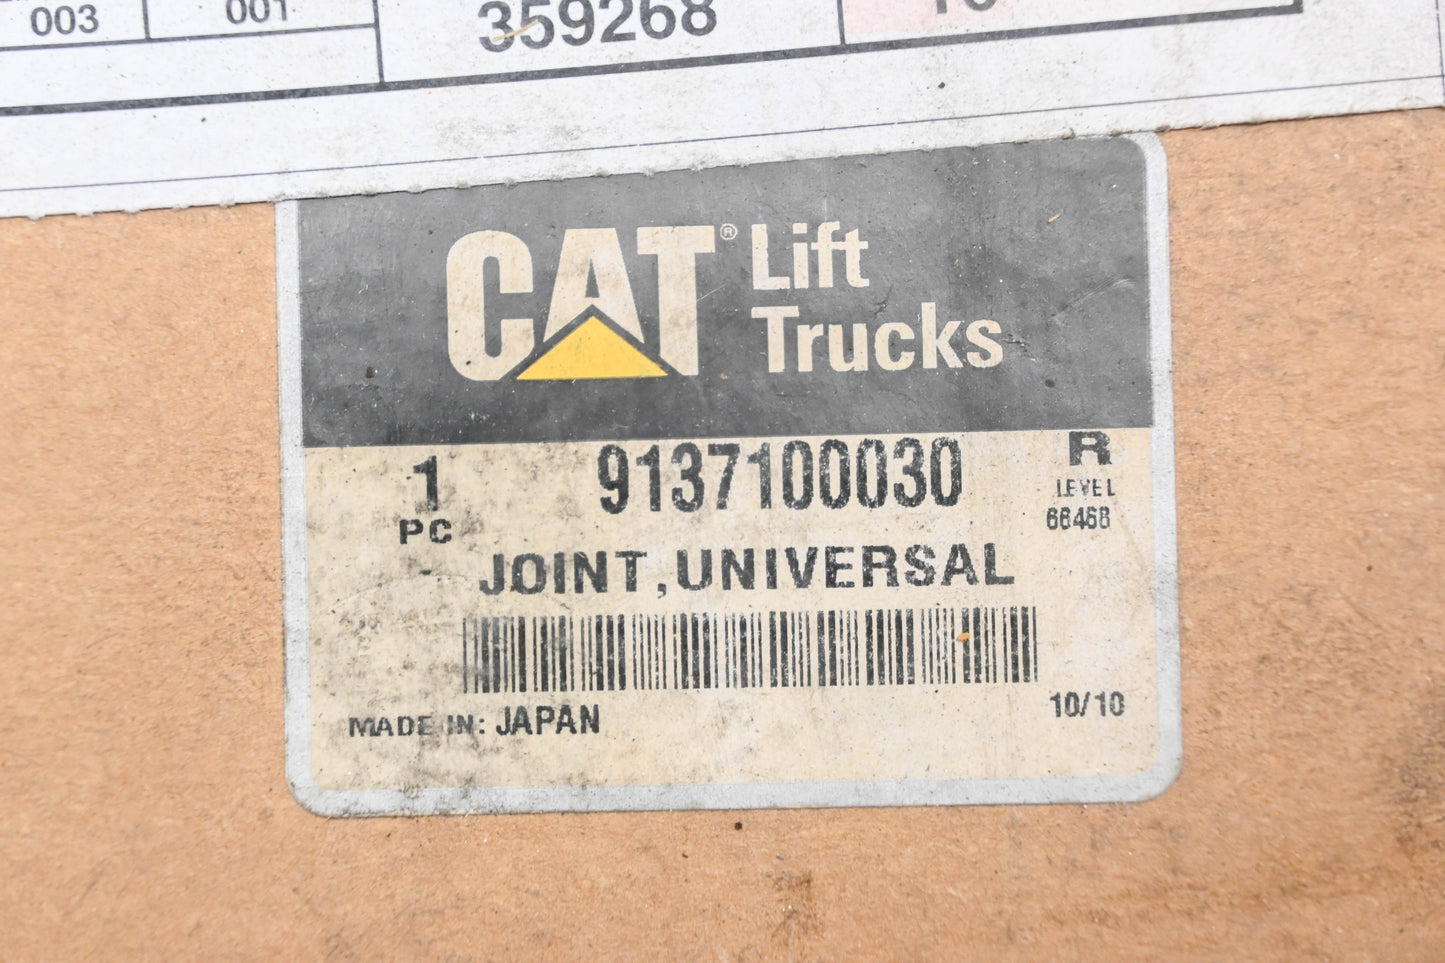 003 001 359268
CAT® Lift
Trucks
1 9137100030 R
PC LEVEL
66468
JOINT,UNIVERSAL
MADE IN: JAPAN 10/10